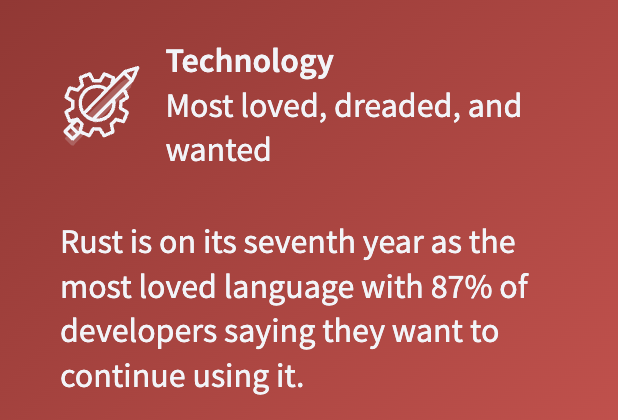 Technology
Most loved, dreaded, and
wanted
Rust is on its seventh year as the
most loved language with 87% of
developers saying they want to
continue using it.